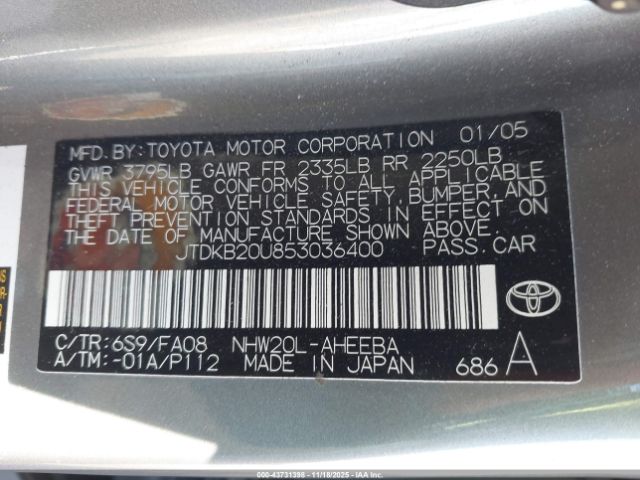 MFD.BY:TOYOTA MOTOR CORPORATION 01/05
GVWR 3795LB GAWR FR 2335LB RR 2250LB
THIS VEHICLE CONFORMS TO ALL APPLICABLE
FEDERAL MOTOR VEHICLE SAFETY, BUMPER, AND
THEFT PREVENTION STANDARDS IN EFFECT ON
THE DATE OF MANUFACTURE SHOWN ABOVE.
JTDKB20U853036400 PASS.CAR
C/TR: 6S9/FA08 NHW20L-AHEEBA
A/TM:-01A/P112 MADE IN JAPAN 686 A
TOYOTA
000-43731398 - 11/18/2025 - IAA Inc.